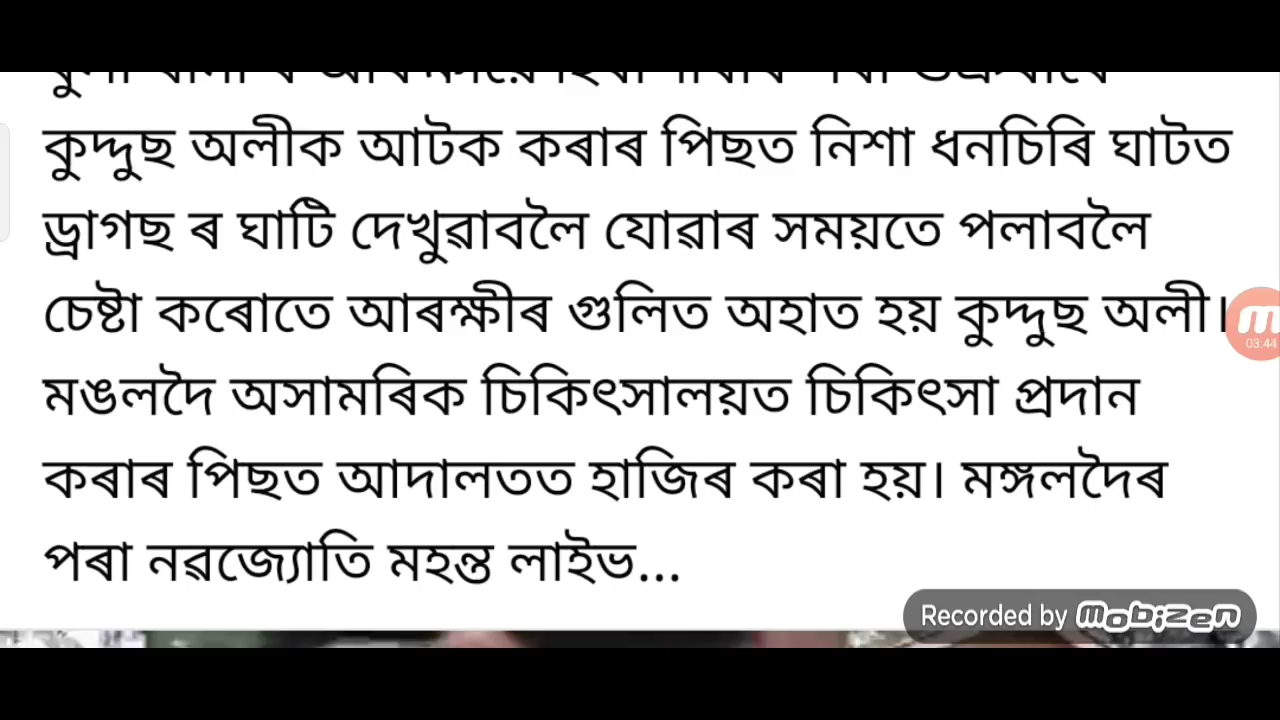 কুদ্দুছ অলীক আটক কৰাৰ পিছত নিশা ধনচিৰি ঘাটত
ড্ৰাগছ ৰ ঘাটি দেখুৱাবলৈ যোৱাৰ সময়তে পলাবলৈ
চেষ্টা কৰোতে আৰক্ষীৰ গুলিত অহাত হয় কুদ্দুছ অলী।
মঙলদৈ অসামৰিক চিকিৎসালয়ত চিকিৎসা প্ৰদান
কৰাৰ পিছত আদালতত হাজিৰ কৰা হয়। মঙ্গলদৈৰ
পৰা নৱজ্যোতি মহন্ত লাইভ...
03:44
Recorded by Mobizen